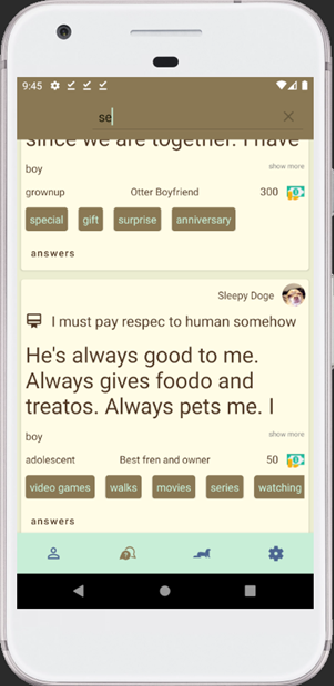 9:45
se
since we are together. I have
boy
show more
grownup Otter Boyfriend 300
special gift surprise anniversary
answers
Sleepy Doge
I must pay respec to human somehow
He's always good to me.
Always gives foodo and
treatos. Always pets me. I
boy
show more
adolescent Best fren and owner 50
video games walks movies series watching
answers